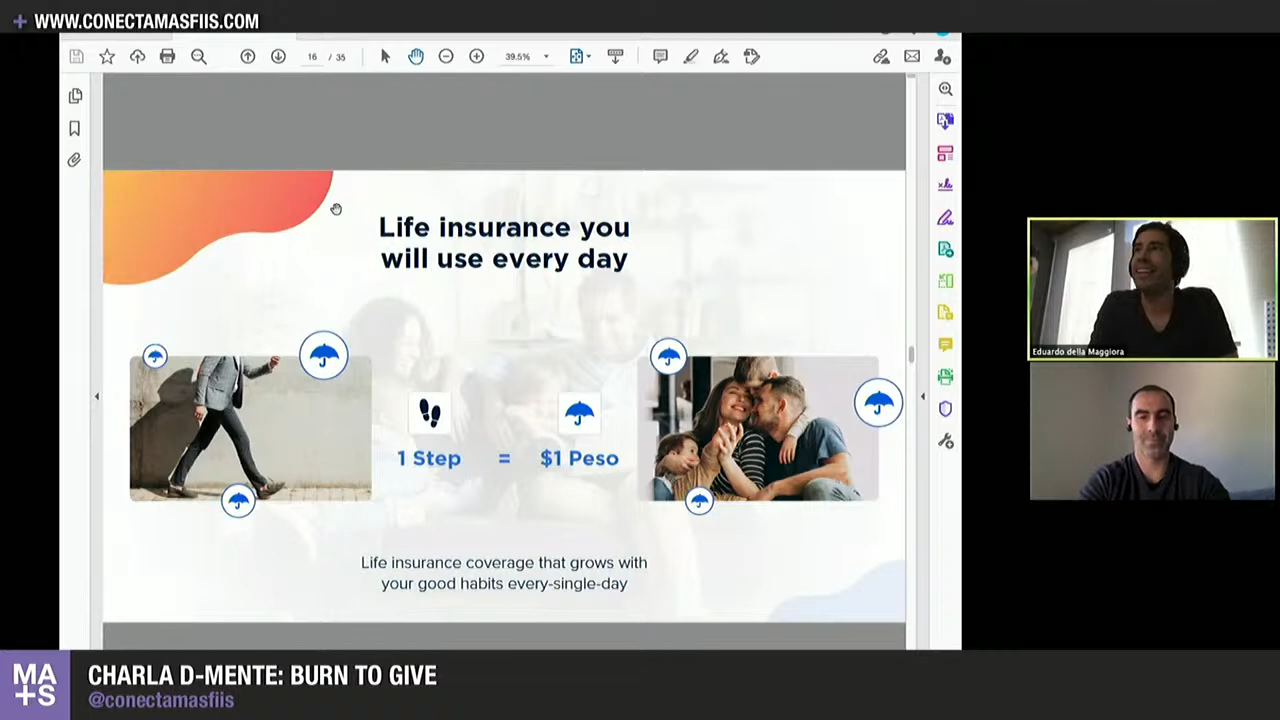 + WWW.CONECTAMASFIIS.COM
16 / 35
39.5%
Life insurance you
will use every day
1 Step = $1 Peso
Life insurance coverage that grows with
your good habits every-single-day
Eduardo della Maggiora
MA
+S
CHARLA D-MENTE: BURN TO GIVE
@conectamasfiis